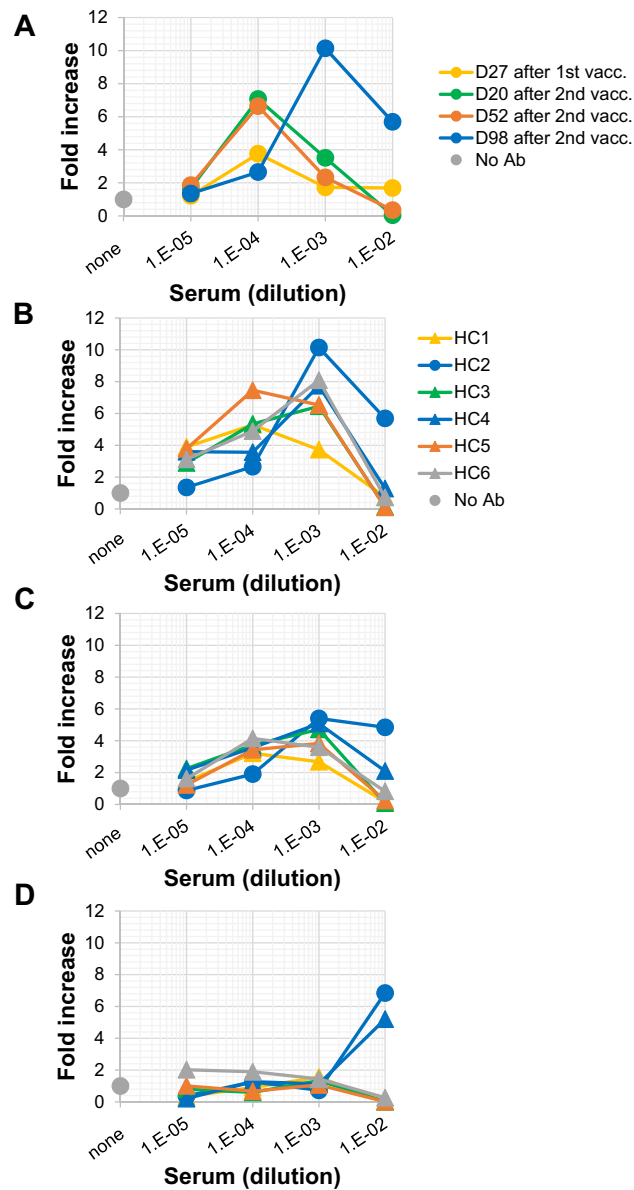 A
12
10
8
6
4
2
0
Fold increase
none
1.E-05
1.E-04
1.E-03
1.E-02
Serum (dilution)
D27 after 1st vacc.
D20 after 2nd vacc.
D52 after 2nd vacc.
D98 after 2nd vacc.
No Ab
B
12
10
8
6
4
2
0
Fold increase
none
1.E-05
1.E-04
1.E-03
1.E-02
Serum (dilution)
HC1
HC2
HC3
HC4
HC5
HC6
No Ab
C
12
10
8
6
4
2
0
Fold increase
none
1.E-05
1.E-04
1.E-03
1.E-02
Serum (dilution)
D
12
10
8
6
4
2
0
Fold increase
none
1.E-05
1.E-04
1.E-03
1.E-02
Serum (dilution)